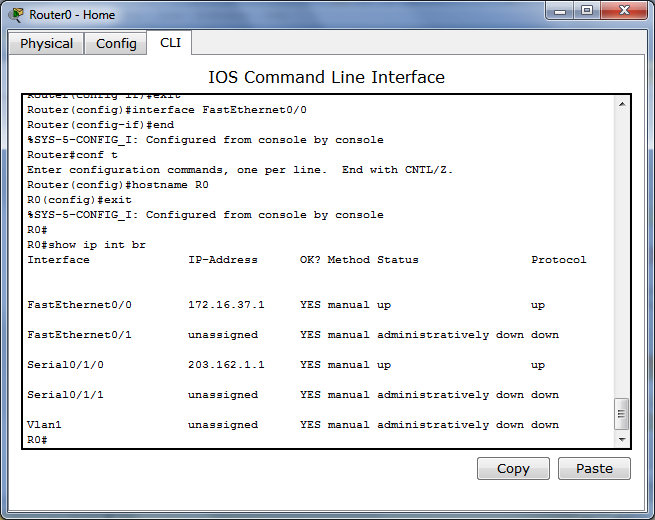 Router0 - Home
Physical Config CLI
IOS Command Line Interface
Router(config-if)#exit
Router(config)#interface FastEthernet0/0
Router(config-if)#end
%SYS-5-CONFIG_I: Configured from console by console
Router#conf t
Enter configuration commands, one per line.  End with CNTL/Z.
Router(config)#hostname R0
R0(config)#exit
%SYS-5-CONFIG_I: Configured from console by console
R0#
R0#show ip int br
Interface              IP-Address      OK? Method Status                Protocol
FastEthernet0/0        172.16.37.1     YES manual up                    up
FastEthernet0/1        unassigned      YES manual administratively down down
Serial0/1/0            203.162.1.1     YES manual up                    up
Serial0/1/1            unassigned      YES manual administratively down down
Vlan1                  unassigned      YES manual administratively down down
R0#
Copy Paste